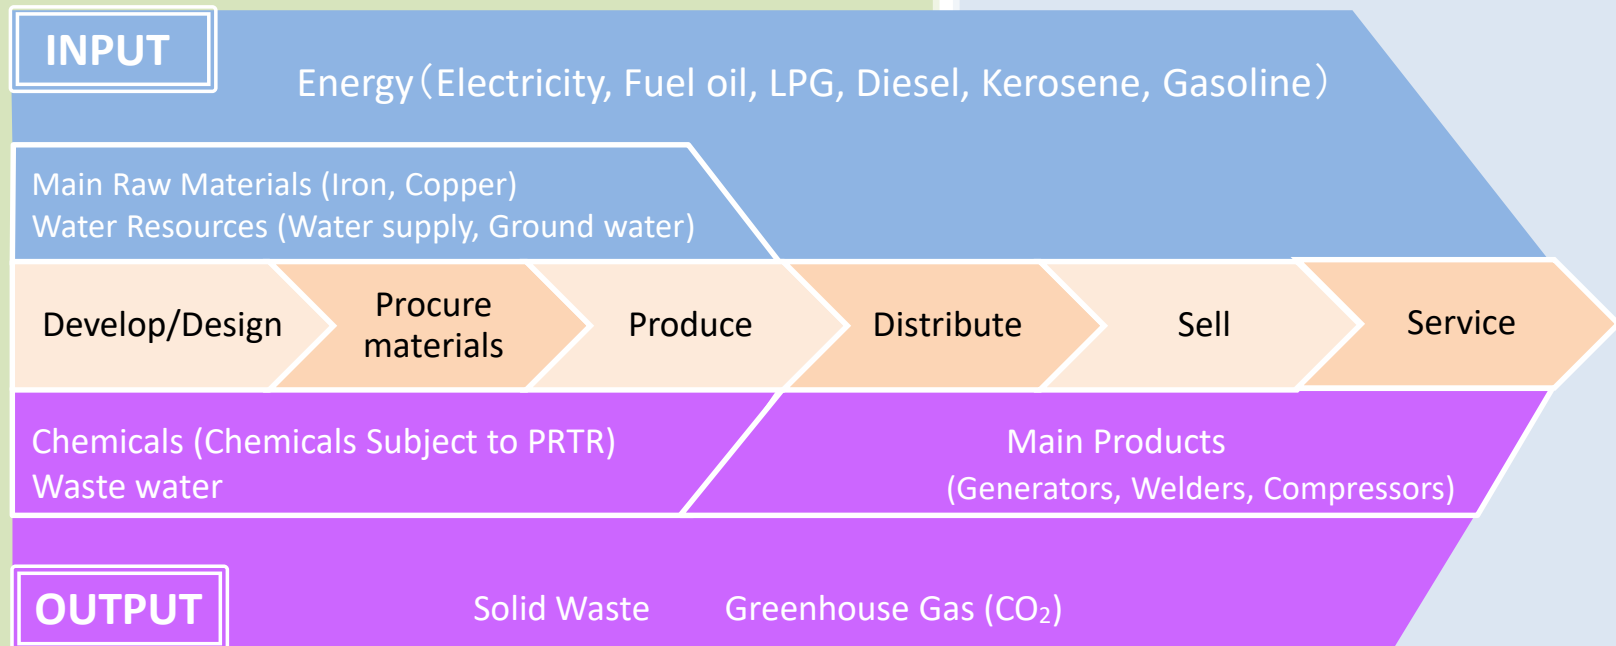 INPUT
Energy（Electricity, Fuel oil, LPG, Diesel, Kerosene, Gasoline）
Main Raw Materials (Iron, Copper)
Water Resources (Water supply, Ground water)
Develop/Design
Procure
materials
Produce
Distribute
Sell
Service
Chemicals (Chemicals Subject to PRTR)
Waste water
Main Products
(Generators, Welders, Compressors)
OUTPUT
Solid Waste
Greenhouse Gas (CO₂)